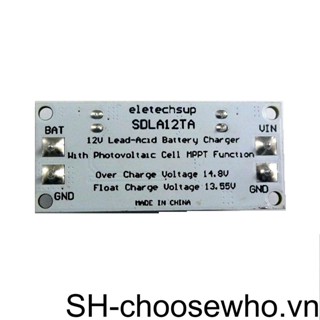 eletechsup
SDLA12TA
BAT
VIN
12V Lead-Acid Battery Charger
With Photovoltaic Cell MPPT Function
Over Charge Voltage 14.8V
Float Charge Voltage 13.55V
GND
GND
MADE IN CHINA
SH-choosewho.vn